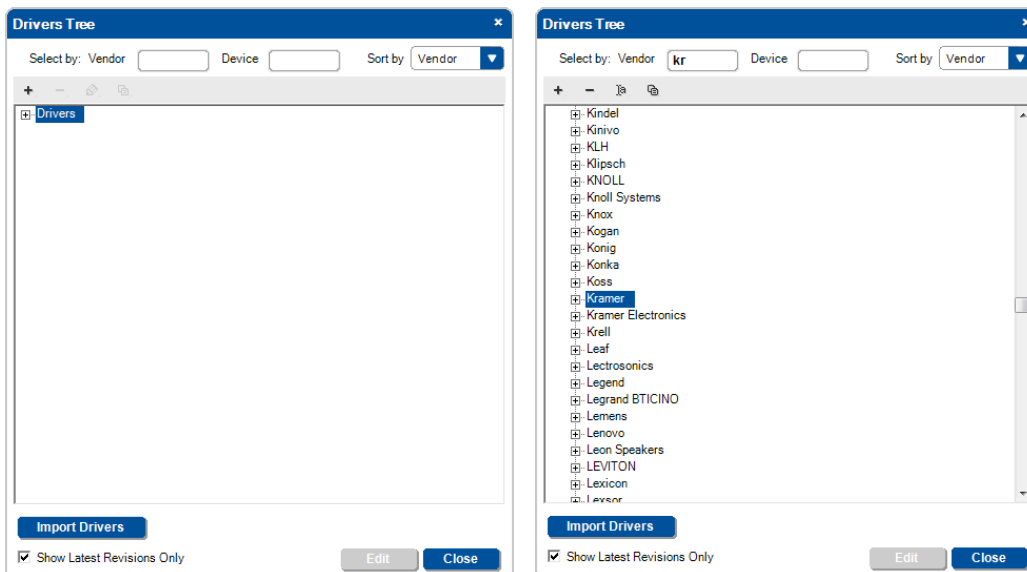 Drivers Tree
Select by: Vendor Device Sort by Vendor
Drivers
Import Drivers
Show Latest Revisions Only
Edit Close
Drivers Tree
Select by: Vendor kr Device Sort by Vendor
Kindel
Kinivo
KLH
Klipsch
KNOLL
Knoll Systems
Knox
Kogan
Konig
Konka
Koss
Kramer
Kramer Electronics
Krell
Leaf
Lectrosonics
Legend
Legrand BTICINO
Lemens
Lenovo
Leon Speakers
LEVITON
Lexicon
Lexsor
Import Drivers
Show Latest Revisions Only
Edit Close